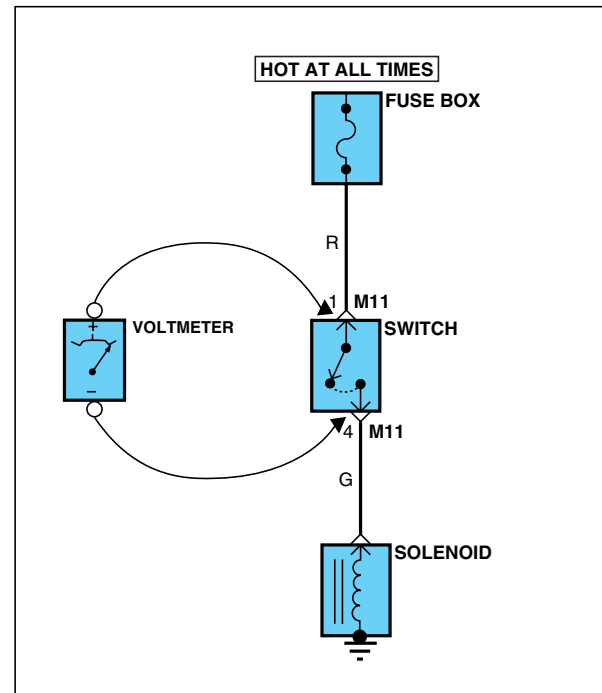 HOT AT ALL TIMES
FUSE BOX
R
1 M11
+
VOLTMETER
SWITCH
−
4 M11
G
SOLENOID